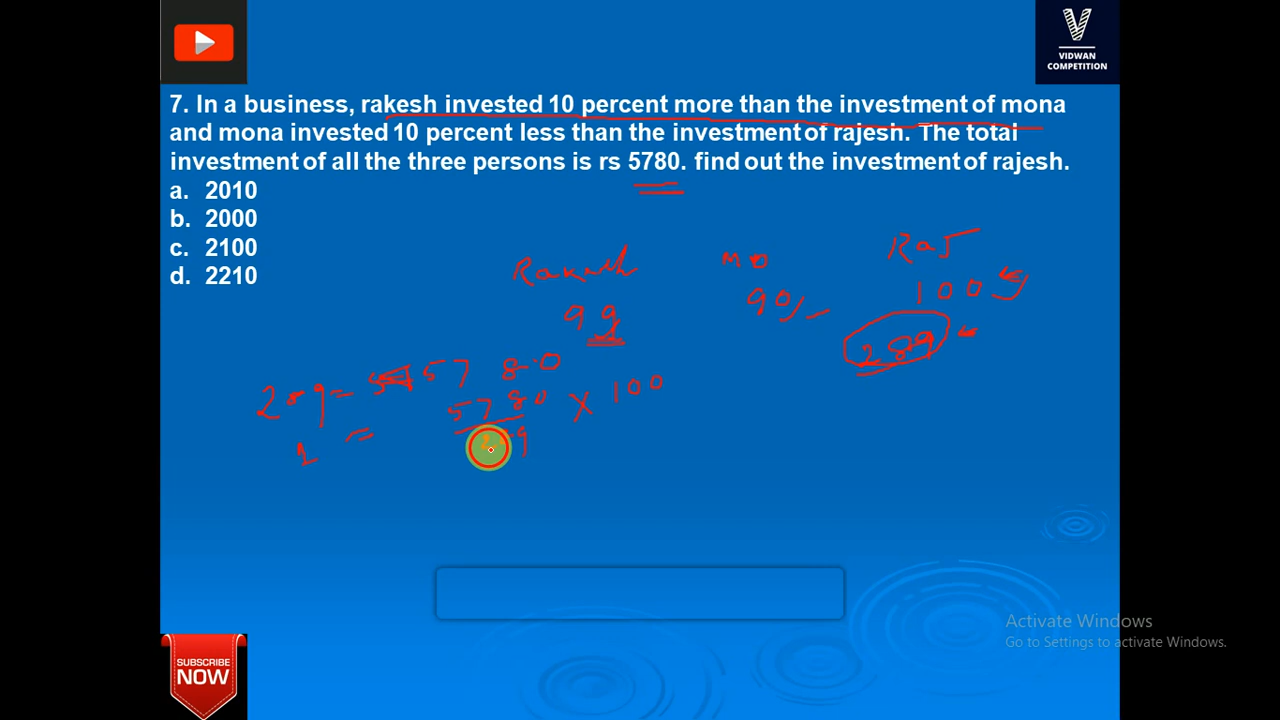 V
VIDWAN
COMPETITION
7. In a business, rakesh invested 10 percent more than the investment of mona
and mona invested 10 percent less than the investment of rajesh. The total
investment of all the three persons is rs 5780. find out the investment of rajesh.
a. 2010
b. 2000
c. 2100
d. 2210
Rakesh MO Raj
99 90% 100
289
289 = 5780
1 = 5780 × 100
289
Activate Windows
Go to Settings to activate Windows.
SUBSCRIBE
NOW